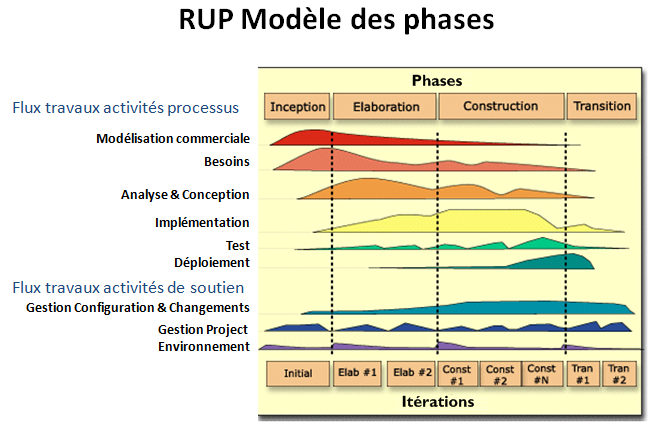 RUP Modèle des phases
Phases
Inception Elaboration Construction Transition
Flux travaux activités processus
Modélisation commerciale
Besoins
Analyse & Conception
Implémentation
Test
Déploiement
Flux travaux activités de soutien
Gestion Configuration & Changements
Gestion Project
Environnement
Initial
Elab #1
Elab #2
Const
#1
Const
#2
Const
#N
Tran
#1
Tran
#2
Itérations